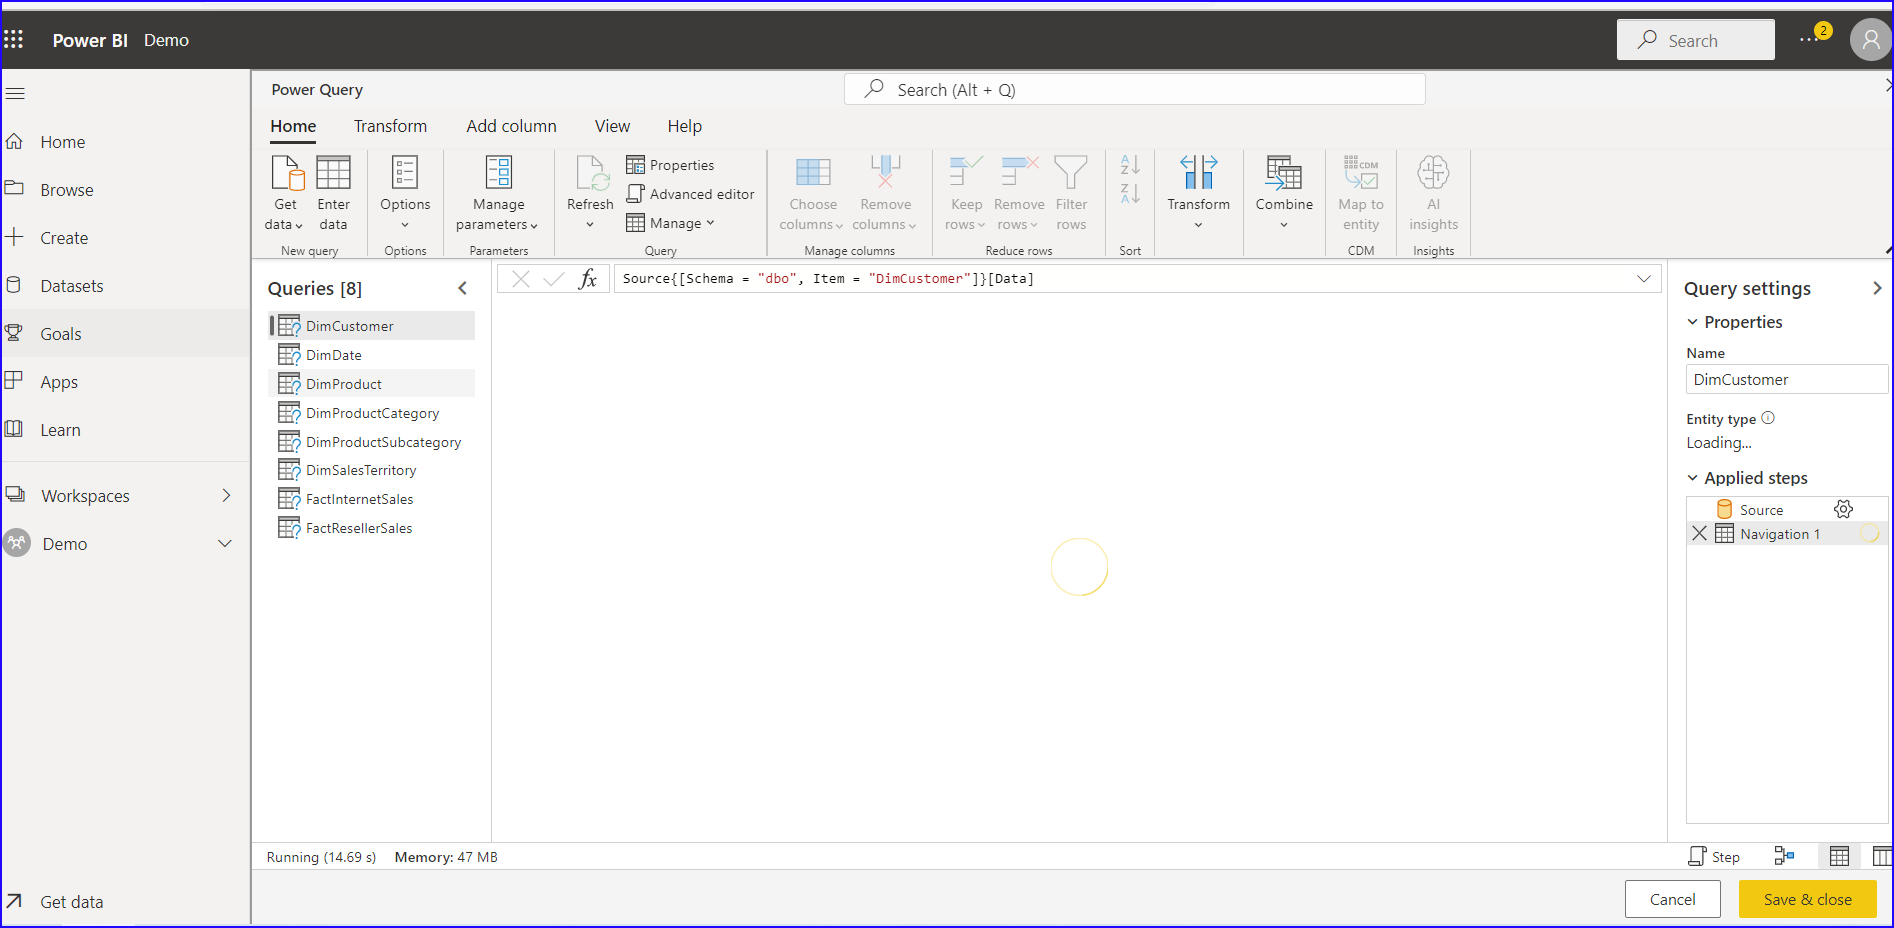 Power BI Demo
Search
2
Power Query
Search (Alt + Q)
Home
Browse
Create
Datasets
Goals
Apps
Learn
Workspaces
Demo
Get data
Home Transform Add column View Help
Get data
Enter data
New query
Options
Options
Manage parameters
Parameters
Refresh
Properties
Advanced editor
Manage
Query
Choose columns
Remove columns
Manage columns
Keep rows
Remove rows
Filter rows
Reduce rows
A Z
Z A
Sort
Transform
Combine
CDM
Map to entity
CDM
AI insights
Insights
Queries [8]
DimCustomer
DimDate
DimProduct
DimProductCategory
DimProductSubcategory
DimSalesTerritory
FactInternetSales
FactResellerSales
fx
Source{[Schema = "dbo", Item = "DimCustomer"]}[Data]
Query settings
Properties
Name
DimCustomer
Entity type
Loading...
Applied steps
Source
Navigation 1
Running (14.69 s) Memory: 47 MB
Step
Cancel
Save & close